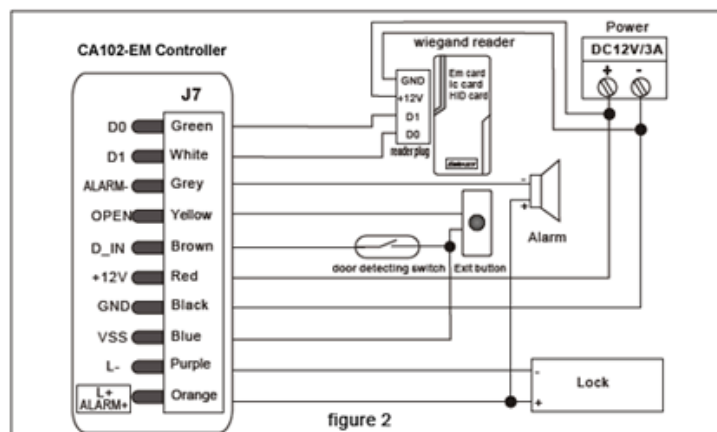 CA102-EM Controller
J7
D0 Green
D1 White
ALARM- Grey
OPEN Yellow
D_IN Brown
+12V Red
GND Black
VSS Blue
L- Purple
L+
ALARM+ Orange
wiegand reader
GND
+12V
D1
D0
reader plug
Em card
Ic card
HID card
Power
DC12V/3A
+ -
-
+
Alarm
door detecting switch
Exit button
-
+
Lock
figure 2